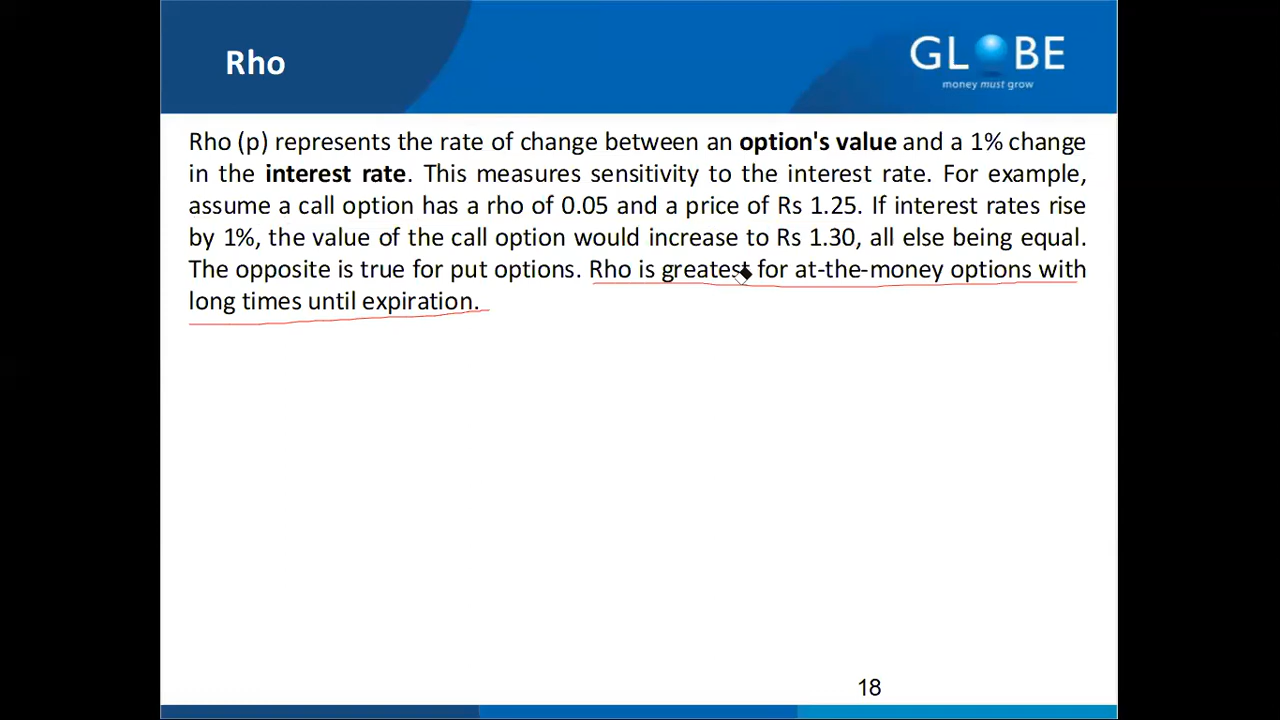 Rho
GLOBE
money must grow
Rho (p) represents the rate of change between an option's value and a 1% change
in the interest rate. This measures sensitivity to the interest rate. For example,
assume a call option has a rho of 0.05 and a price of Rs 1.25. If interest rates rise
by 1%, the value of the call option would increase to Rs 1.30, all else being equal.
The opposite is true for put options. Rho is greatest for at-the-money options with
long times until expiration.
18